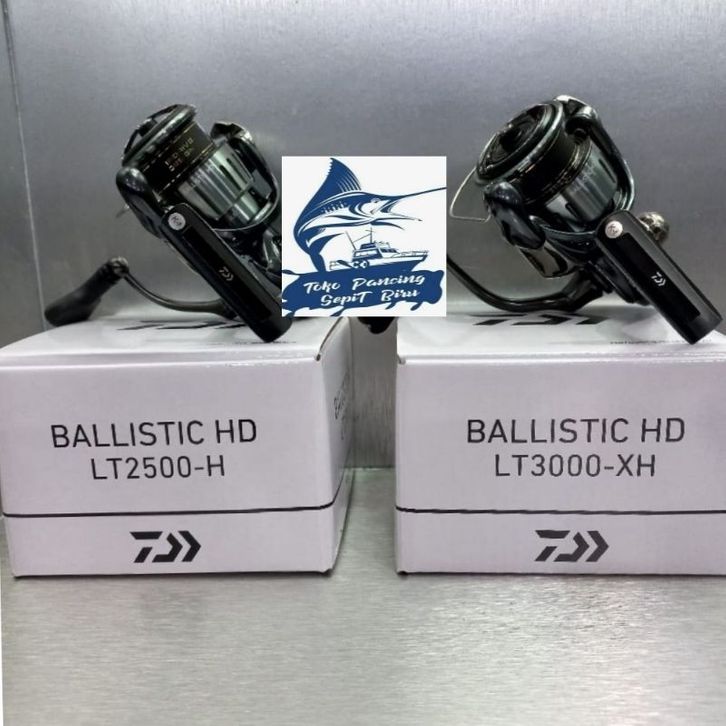 Toko Pancing
Sepit Biru
BALLISTIC HD
LT2500-H
BALLISTIC HD
LT3000-XH